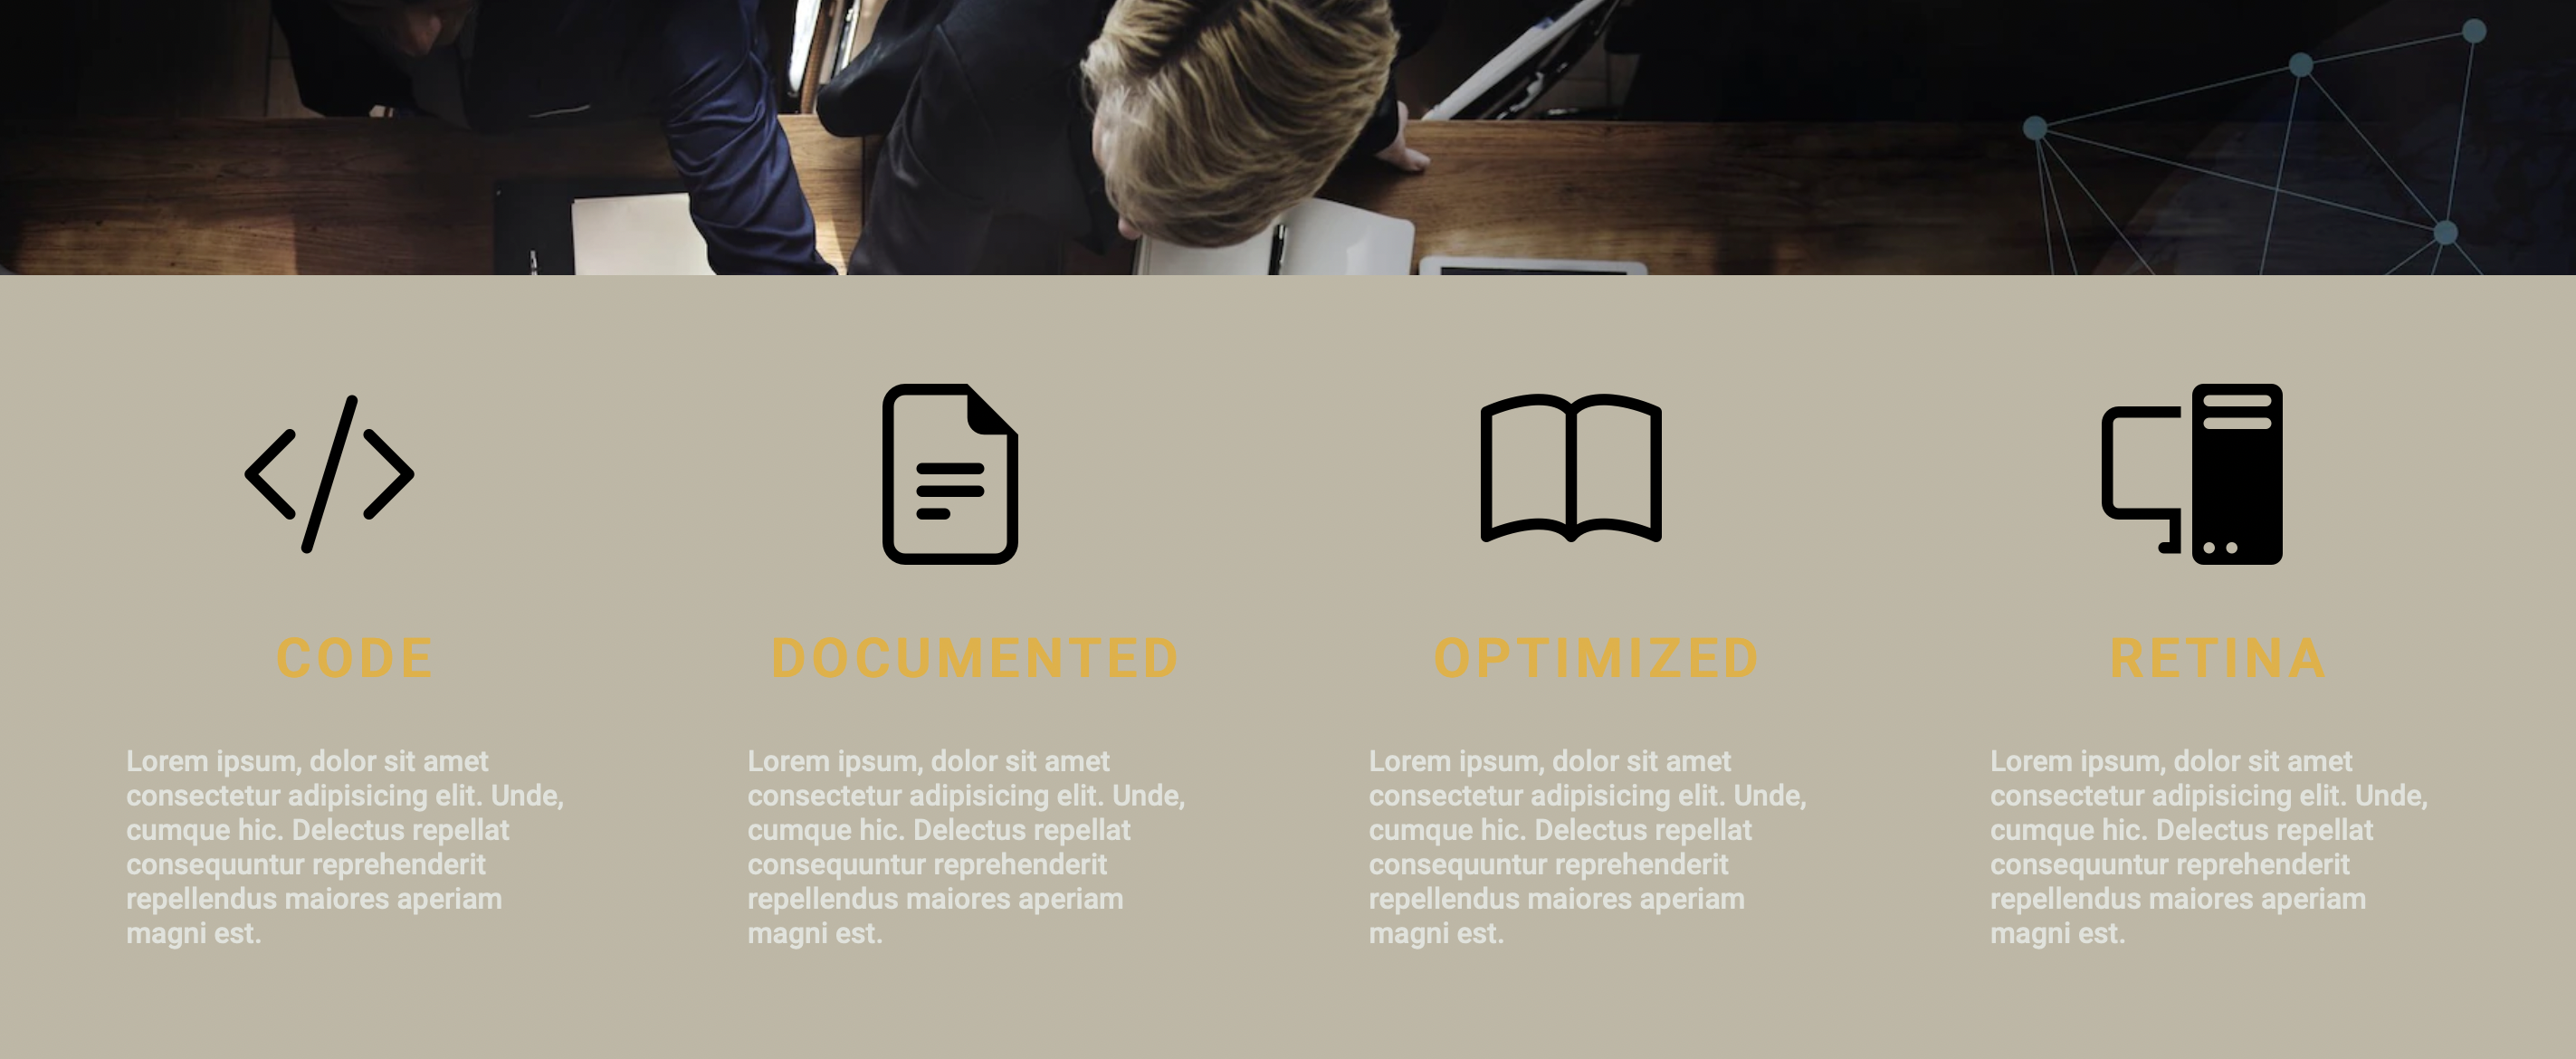 CODE
Lorem ipsum, dolor sit amet
consectetur adipisicing elit. Unde,
cumque hic. Delectus repellat
consequuntur reprehenderit
repellendus maiores aperiam
magni est.
DOCUMENTED
Lorem ipsum, dolor sit amet
consectetur adipisicing elit. Unde,
cumque hic. Delectus repellat
consequuntur reprehenderit
repellendus maiores aperiam
magni est.
OPTIMIZED
Lorem ipsum, dolor sit amet
consectetur adipisicing elit. Unde,
cumque hic. Delectus repellat
consequuntur reprehenderit
repellendus maiores aperiam
magni est.
RETINA
Lorem ipsum, dolor sit amet
consectetur adipisicing elit. Unde,
cumque hic. Delectus repellat
consequuntur reprehenderit
repellendus maiores aperiam
magni est.